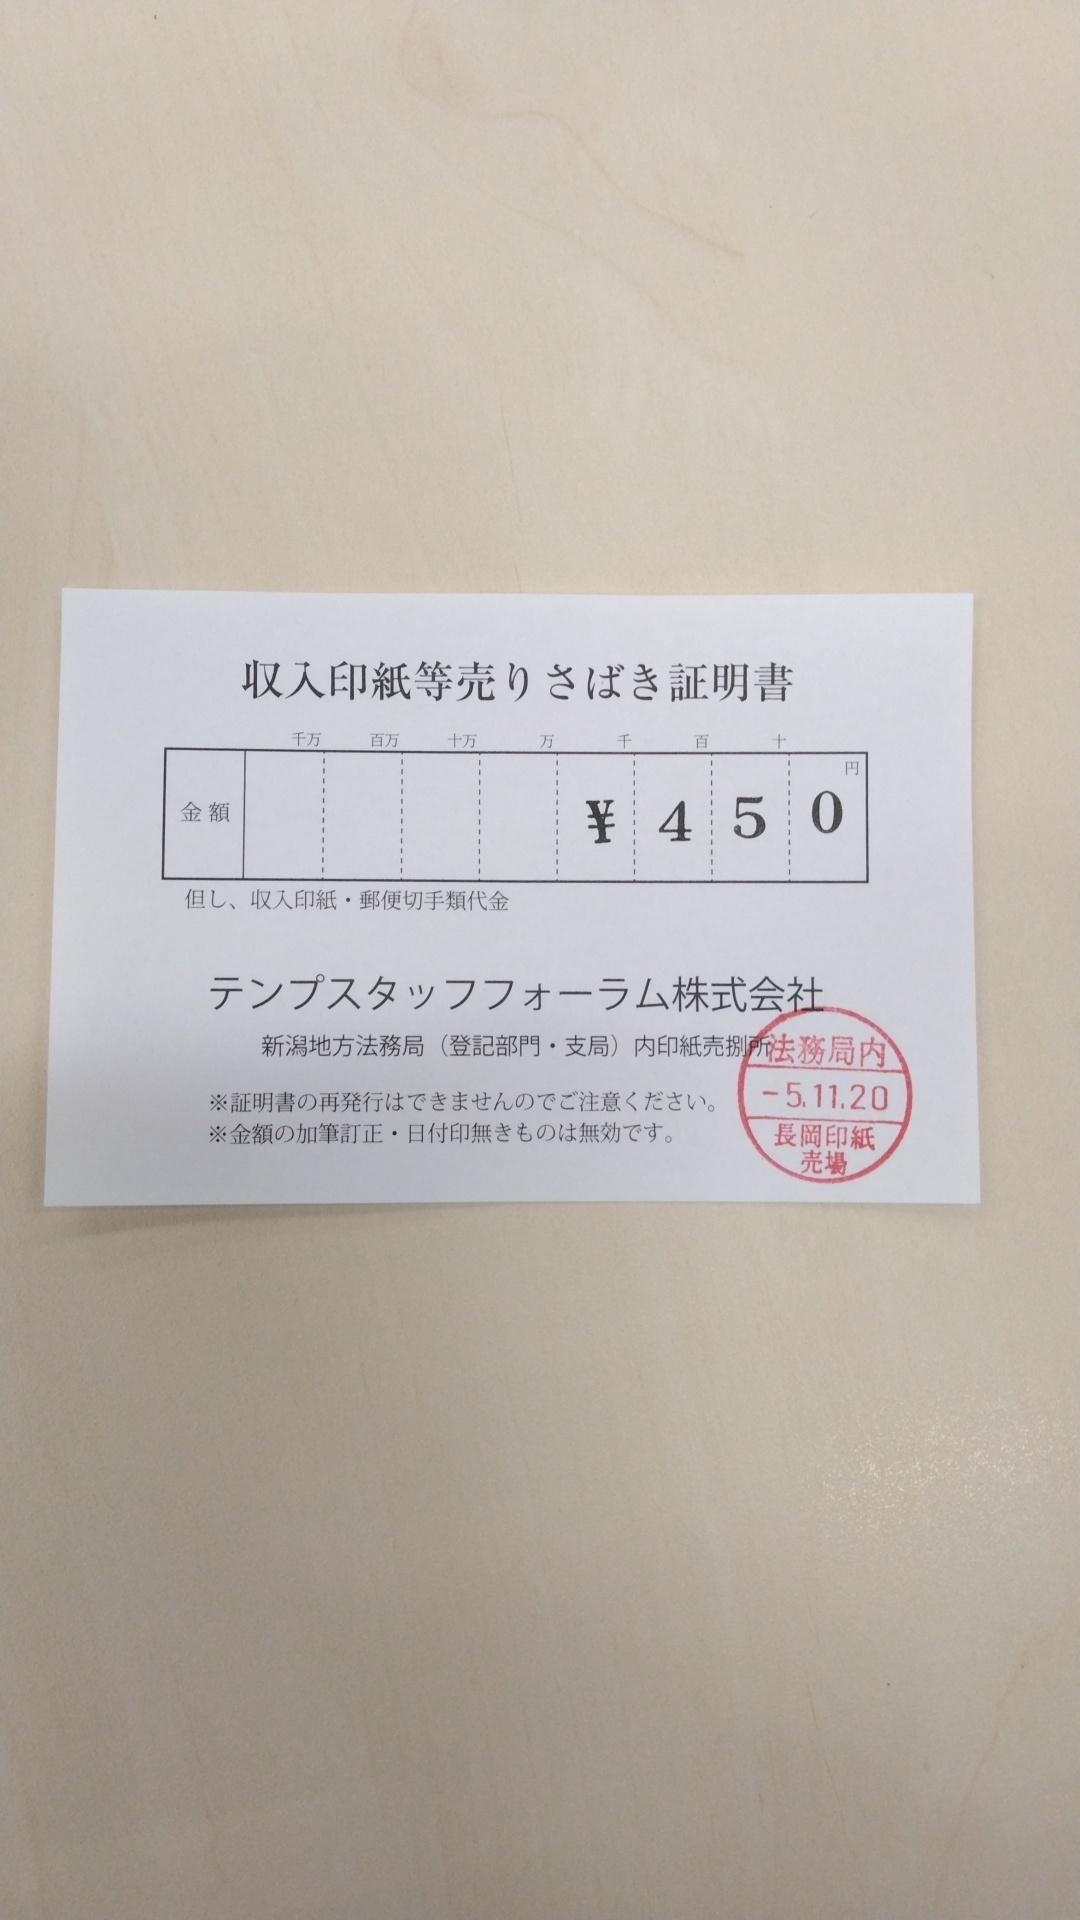 収入印紙等売りさばき証明書
千万 百万 十万 万 千 百 十 円
金額 ¥ 4 5 0
但し、収入印紙・郵便切手類代金
テンプスタッフフォーラム株式会社
新潟地方法務局(登記部門・支局)内印紙売捌所
※証明書の再発行はできませんのでご注意ください。
※金額の加筆訂正・日付印無きものは無効です。
法務局内
-5.11.20
長岡印紙
売場